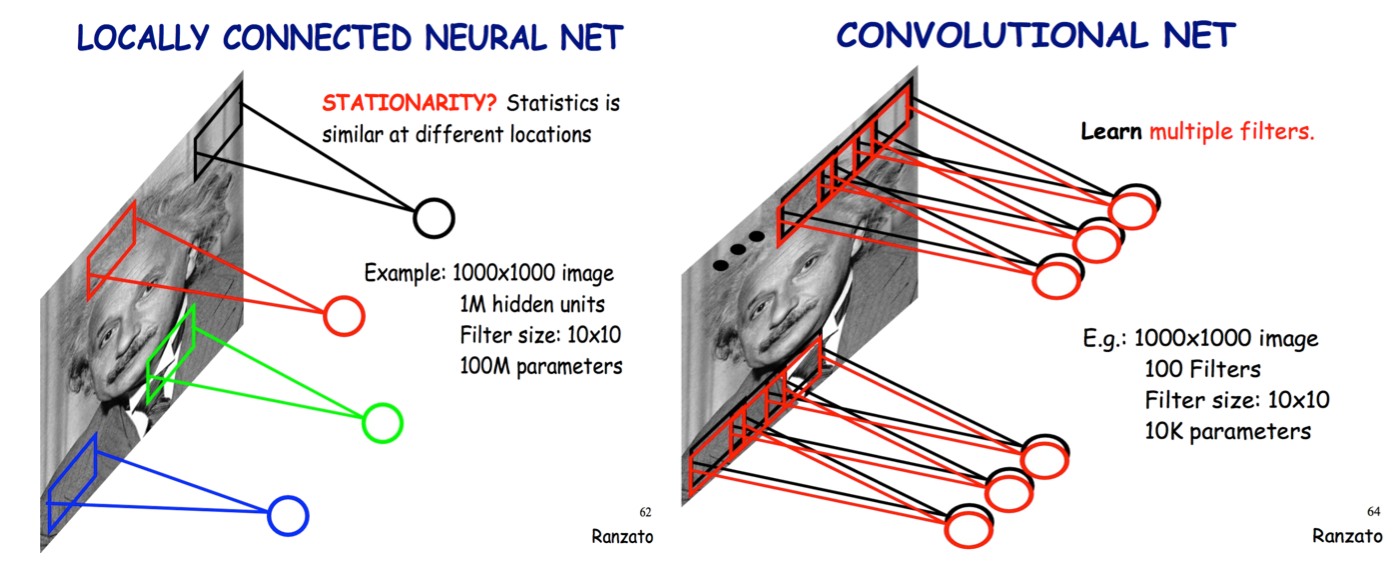 LOCALLY CONNECTED NEURAL NET
STATIONARITY? Statistics is
similar at different locations
Example: 1000x1000 image
1M hidden units
Filter size: 10x10
100M parameters
62
Ranzato
CONVOLUTIONAL NET
Learn multiple filters.
E.g.: 1000x1000 image
100 Filters
Filter size: 10x10
10K parameters
64
Ranzato